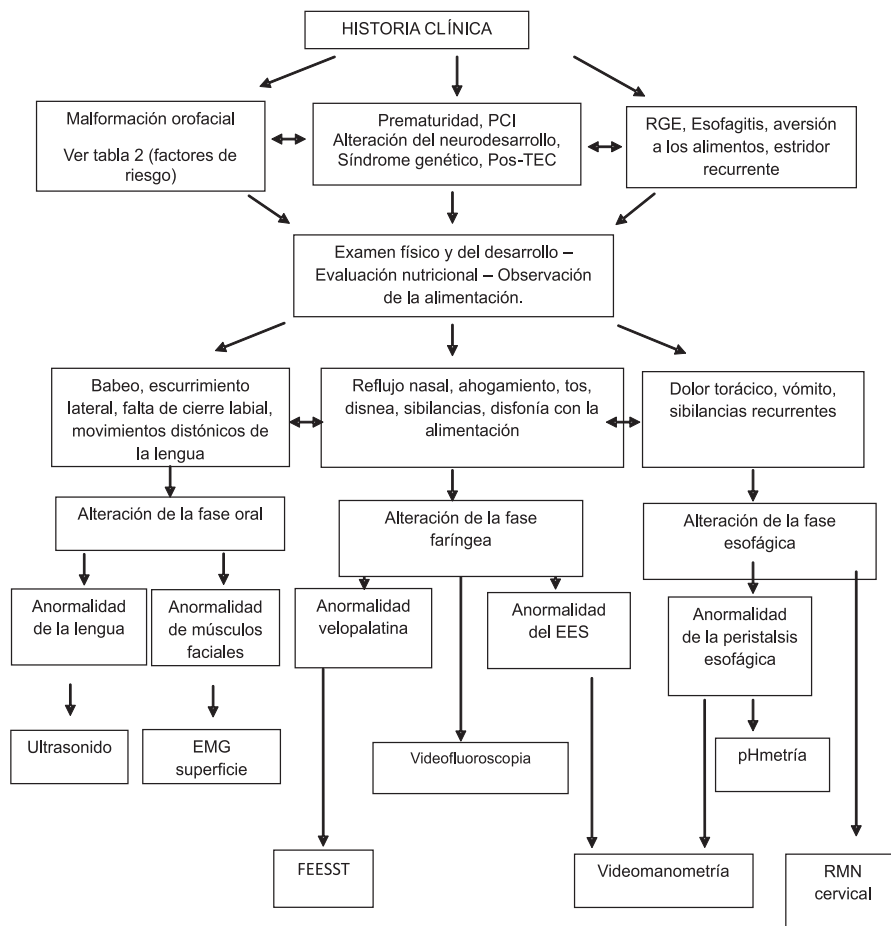 HISTORIA CLÍNICA
Malformación orofacial
Ver tabla 2 (factores de
riesgo)
Prematuridad, PCI
Alteración del neurodesarrollo,
Síndrome genético, Pos-TEC
RGE, Esofagitis, aversión
a los alimentos, estridor
recurrente
Examen físico y del desarrollo –
Evaluación nutricional – Observación
de la alimentación.
Babeo, escurrimiento
lateral, falta de cierre labial,
movimientos distónicos de
la lengua
Reflujo nasal, ahogamiento, tos,
disnea, sibilancias, disfonía con la
alimentación
Dolor torácico, vómito,
sibilancias recurrentes
Alteración de la fase oral
Alteración de la fase
faríngea
Alteración de la fase
esofágica
Anormalidad
de la lengua
Anormalidad
de músculos
faciales
Anormalidad
velopalatina
Anormalidad
del EES
Anormalidad
de la peristalsis
esofágica
Ultrasonido
EMG
superficie
Videofluoroscopia
pHmetría
FEESST
Videomanometría
RMN
cervical